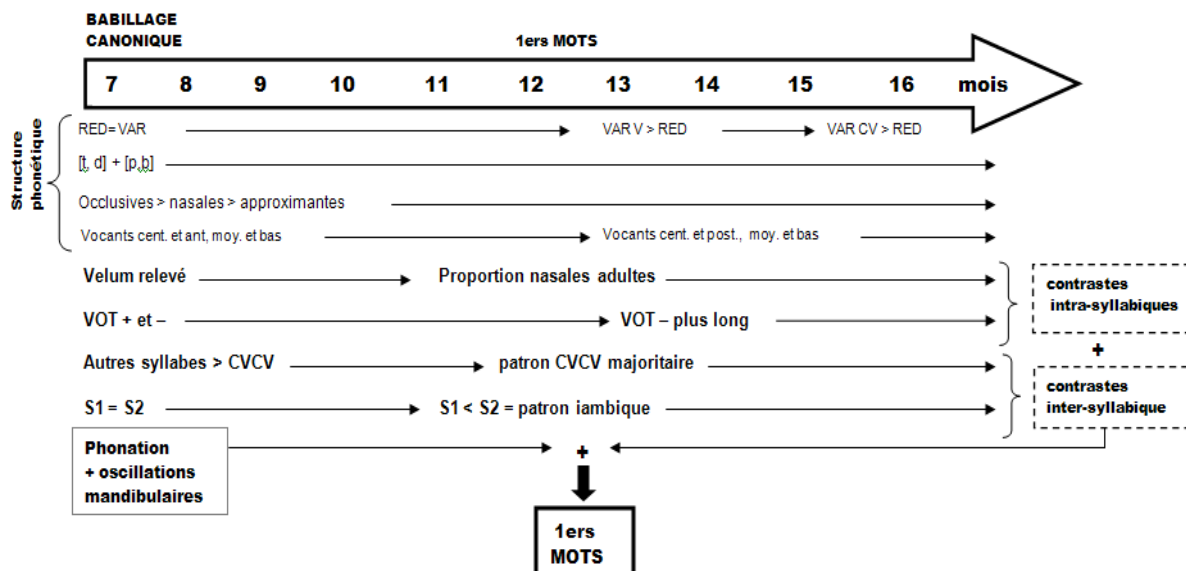 BABILLAGE
CANONIQUE 1ers MOTS
7 8 9 10 11 12 13 14 15 16 mois
Structure
phonétique
RED= VAR VAR V > RED VAR CV > RED
[t, d] + [p,b]
Occlusives > nasales > approximantes
Vocants cent. et ant, moy. et bas Vocants cent. et post., moy. et bas
Velum relevé Proportion nasales adultes
VOT + et – VOT – plus long
contrastes
intra-syllabiques
+
Autres syllabes > CVCV patron CVCV majoritaire
S1 = S2 S1 < S2 = patron iambique
contrastes
inter-syllabique
Phonation
+ oscillations
mandibulaires
+
1ers
MOTS